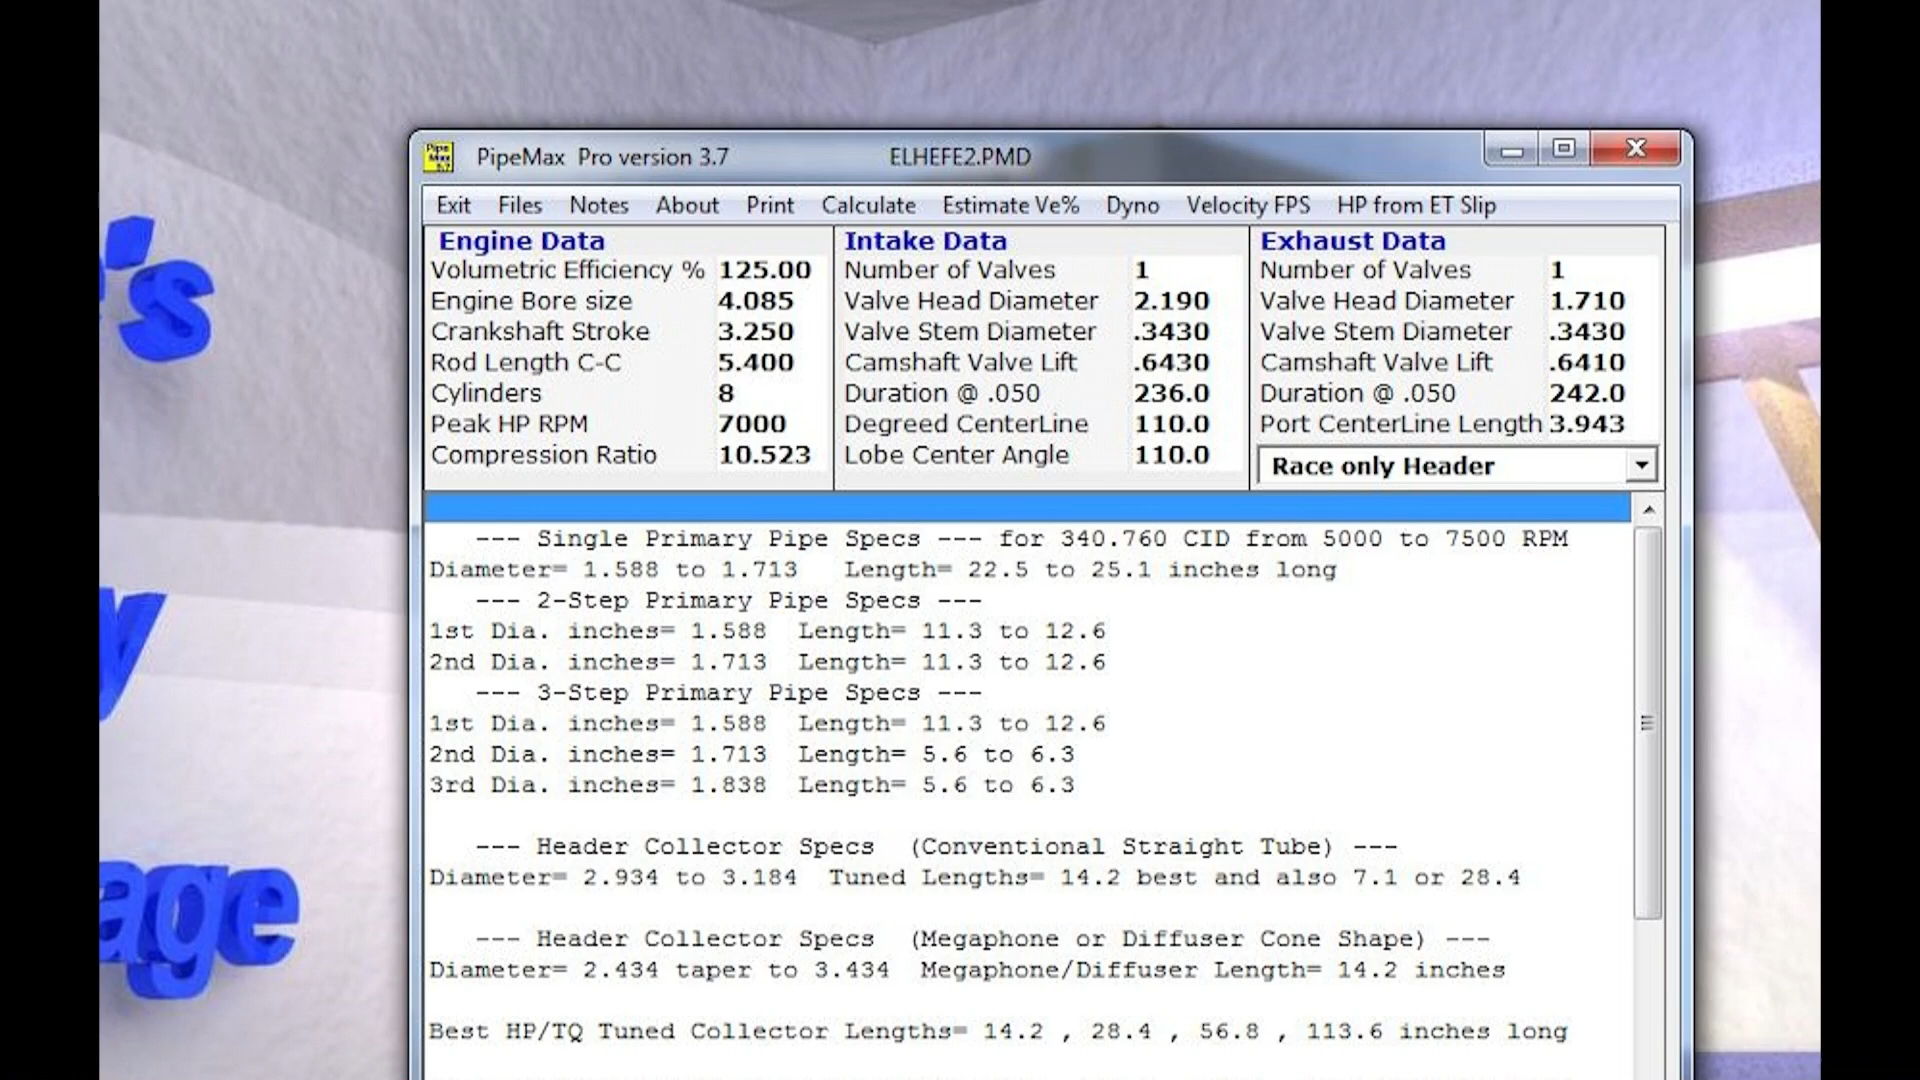 's
y
age
Pipe
Max
3.7
PipeMax Pro version 3.7 ELHEFE2.PMD
Exit Files Notes About Print Calculate Estimate Ve% Dyno Velocity FPS HP from ET Slip
Engine Data
Volumetric Efficiency % 125.00
Engine Bore size 4.085
Crankshaft Stroke 3.250
Rod Length C-C 5.400
Cylinders 8
Peak HP RPM 7000
Compression Ratio 10.523
Intake Data
Number of Valves 1
Valve Head Diameter 2.190
Valve Stem Diameter .3430
Camshaft Valve Lift .6430
Duration @ .050 236.0
Degreed CenterLine 110.0
Lobe Center Angle 110.0
Exhaust Data
Number of Valves 1
Valve Head Diameter 1.710
Valve Stem Diameter .3430
Camshaft Valve Lift .6410
Duration @ .050 242.0
Port CenterLine Length 3.943
Race only Header
--- Single Primary Pipe Specs --- for 340.760 CID from 5000 to 7500 RPM
Diameter= 1.588 to 1.713 Length= 22.5 to 25.1 inches long
--- 2-Step Primary Pipe Specs ---
1st Dia. inches= 1.588 Length= 11.3 to 12.6
2nd Dia. inches= 1.713 Length= 11.3 to 12.6
--- 3-Step Primary Pipe Specs ---
1st Dia. inches= 1.588 Length= 11.3 to 12.6
2nd Dia. inches= 1.713 Length= 5.6 to 6.3
3rd Dia. inches= 1.838 Length= 5.6 to 6.3
--- Header Collector Specs (Conventional Straight Tube) ---
Diameter= 2.934 to 3.184 Tuned Lengths= 14.2 best and also 7.1 or 28.4
--- Header Collector Specs (Megaphone or Diffuser Cone Shape) ---
Diameter= 2.434 taper to 3.434 Megaphone/Diffuser Length= 14.2 inches
Best HP/TQ Tuned Collector Lengths= 14.2 , 28.4 , 56.8 , 113.6 inches long